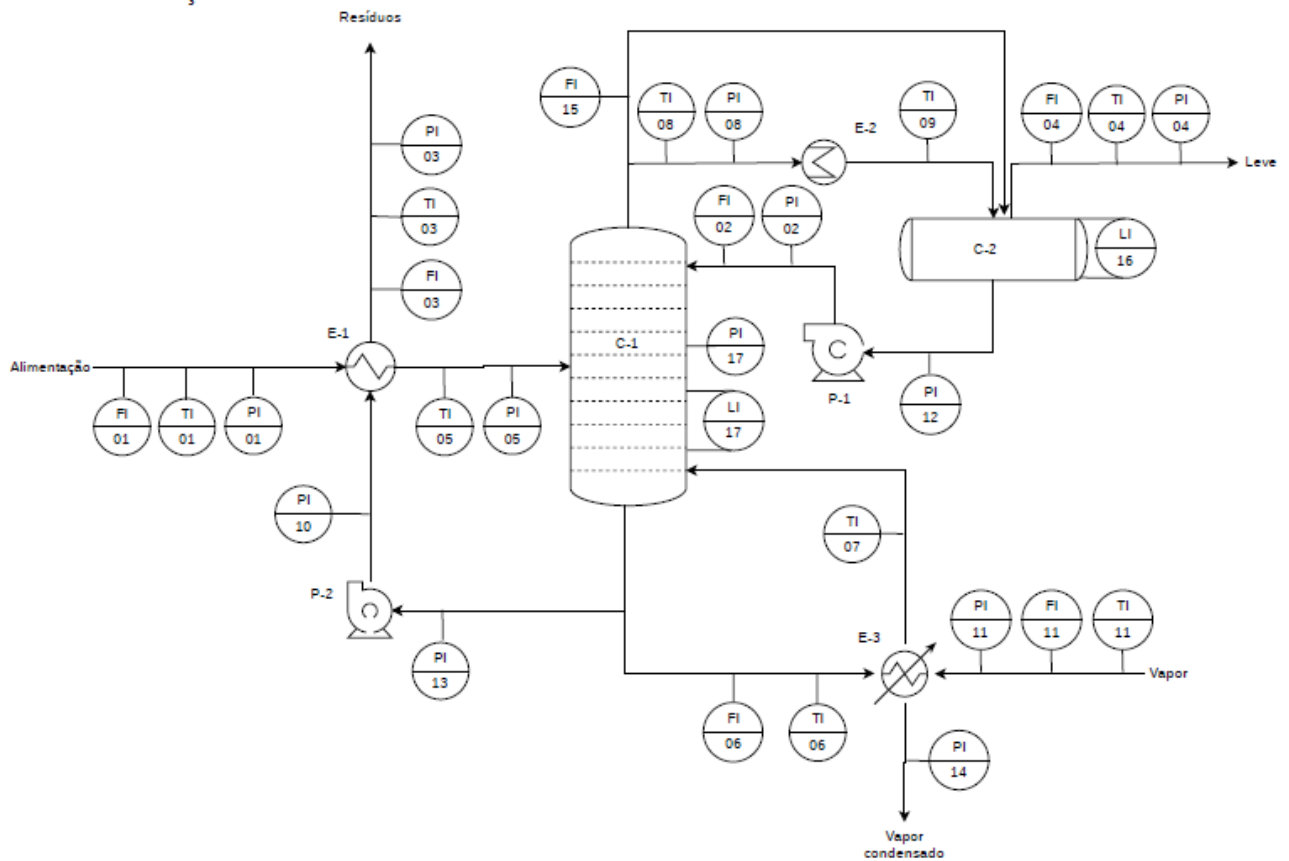 Resíduos
FI
15
TI
08
PI
08
TI
09
E-2
FI
04
TI
04
PI
04
Leve
PI
03
TI
03
FI
03
FI
02
PI
02
C-2
LI
16
E-1
C-1
PI
17
C
P-1
PI
12
Alimentação
FI
01
TI
01
PI
01
TI
05
PI
05
LI
17
PI
10
TI
07
P-2
C
PI
13
E-3
PI
11
FI
11
TI
11
Vapor
FI
06
TI
06
PI
14
Vapor
condensado